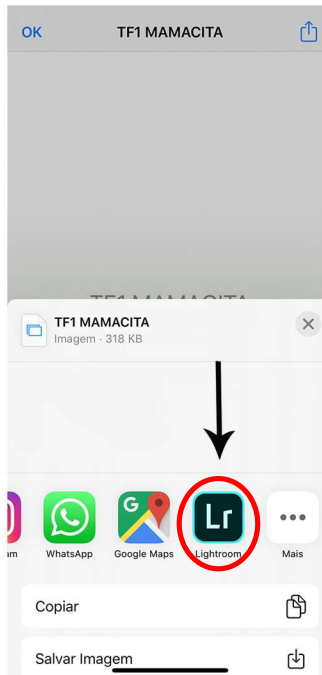 OK TF1 MAMACITA
TF1 MAMACITA
TF1 MAMACITA
Imagem · 318 KB
G
Lr
am WhatsApp Google Maps Lightroom Mais
Copiar
Salvar Imagem